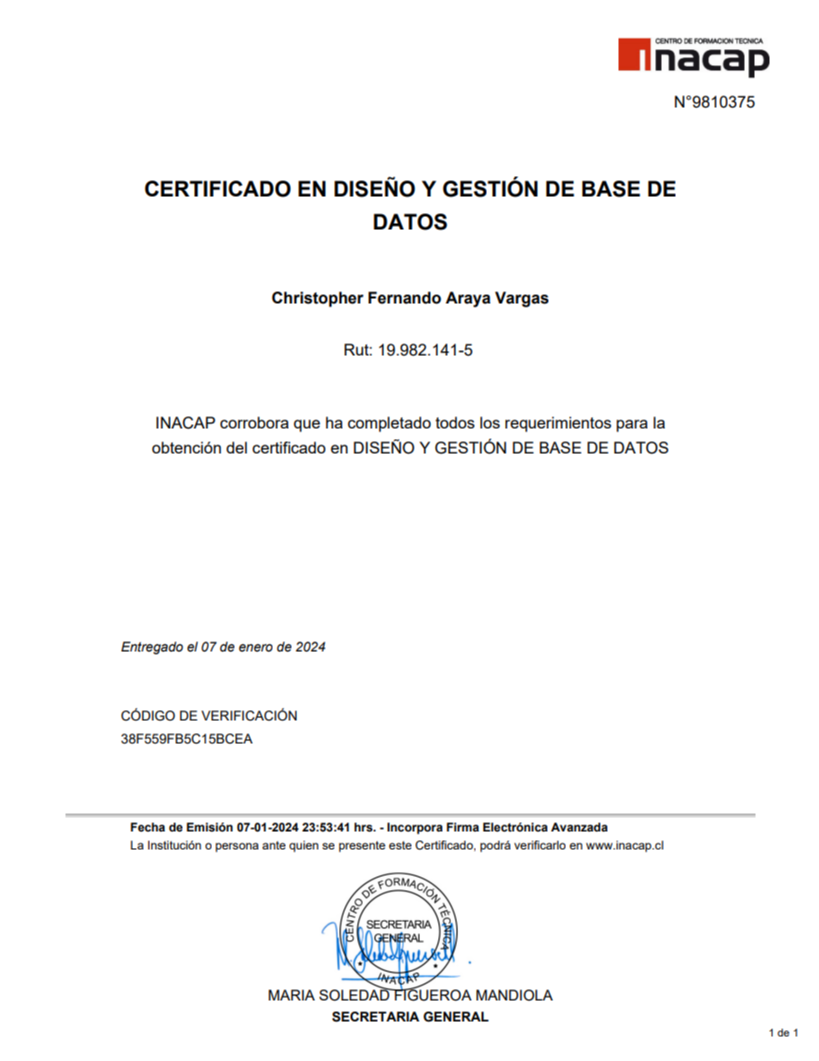 CENTRO DE FORMACION TECNICA
inacap
N°9810375
CERTIFICADO EN DISEÑO Y GESTIÓN DE BASE DE
DATOS
Christopher Fernando Araya Vargas
Rut: 19.982.141-5
INACAP corrobora que ha completado todos los requerimientos para la
obtención del certificado en DISEÑO Y GESTIÓN DE BASE DE DATOS
Entregado el 07 de enero de 2024
CÓDIGO DE VERIFICACIÓN
38F559FB5C15BCEA
Fecha de Emisión 07-01-2024 23:53:41 hrs. - Incorpora Firma Electrónica Avanzada
La Institución o persona ante quien se presente este Certificado, podrá verificarlo en www.inacap.cl
CENTRO DE FORMACIÓN TÉCNICA
SECRETARIA
GENERAL
INACAP
MARIA SOLEDAD FIGUEROA MANDIOLA
SECRETARIA GENERAL
1 de 1